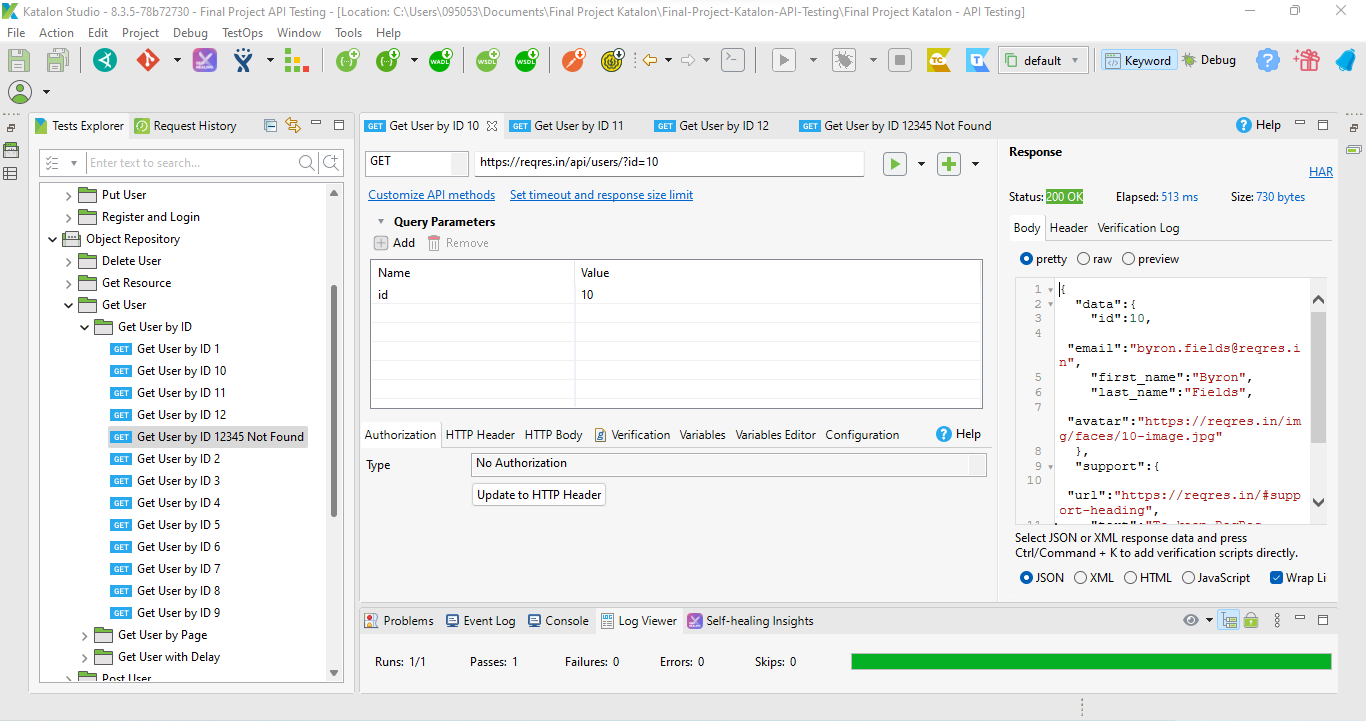 Katalon Studio - 8.3.5-78b72730 - Final Project API Testing - [Location: C:\Users\095053\Documents\Final Project Katalon\Final-Project-Katalon-API-Testing\Final Project Katalon - API Testing]
File Action Edit Project Debug TestOps Window Tools Help
WADL WSDL WSDL TC T default Keyword Debug
Tests Explorer Request History
Enter text to search...
Put User
Register and Login
Object Repository
Delete User
Get Resource
Get User
Get User by ID
GET Get User by ID 1
GET Get User by ID 10
GET Get User by ID 11
GET Get User by ID 12
GET Get User by ID 12345 Not Found
GET Get User by ID 2
GET Get User by ID 3
GET Get User by ID 4
GET Get User by ID 5
GET Get User by ID 6
GET Get User by ID 7
GET Get User by ID 8
GET Get User by ID 9
Get User by Page
Get User with Delay
Post User
GET Get User by ID 10 GET Get User by ID 11 GET Get User by ID 12 GET Get User by ID 12345 Not Found Help
GET https://reqres.in/api/users/?id=10
Customize API methods Set timeout and response size limit
Query Parameters
Add Remove
Name Value
id 10
Authorization HTTP Header HTTP Body Verification Variables Variables Editor Configuration Help
Type No Authorization
Update to HTTP Header
Response
HAR
Status: 200 OK Elapsed: 513 ms Size: 730 bytes
Body Header Verification Log
pretty raw preview
1 {
2 "data":{
3 "id":10,
4
"email":"byron.fields@reqres.i
n",
5 "first_name":"Byron",
6 "last_name":"Fields",
7
"avatar":"https://reqres.in/im
g/faces/10-image.jpg"
8 },
9 "support":{
10
"url":"https://reqres.in/#supp
ort-heading",
11 "text":"To keep ReqRes
Select JSON or XML response data and press
Ctrl/Command + K to add verification scripts directly.
JSON XML HTML JavaScript Wrap Li
Problems Event Log Console Log Viewer Self-healing Insights
Runs: 1/1 Passes: 1 Failures: 0 Errors: 0 Skips: 0